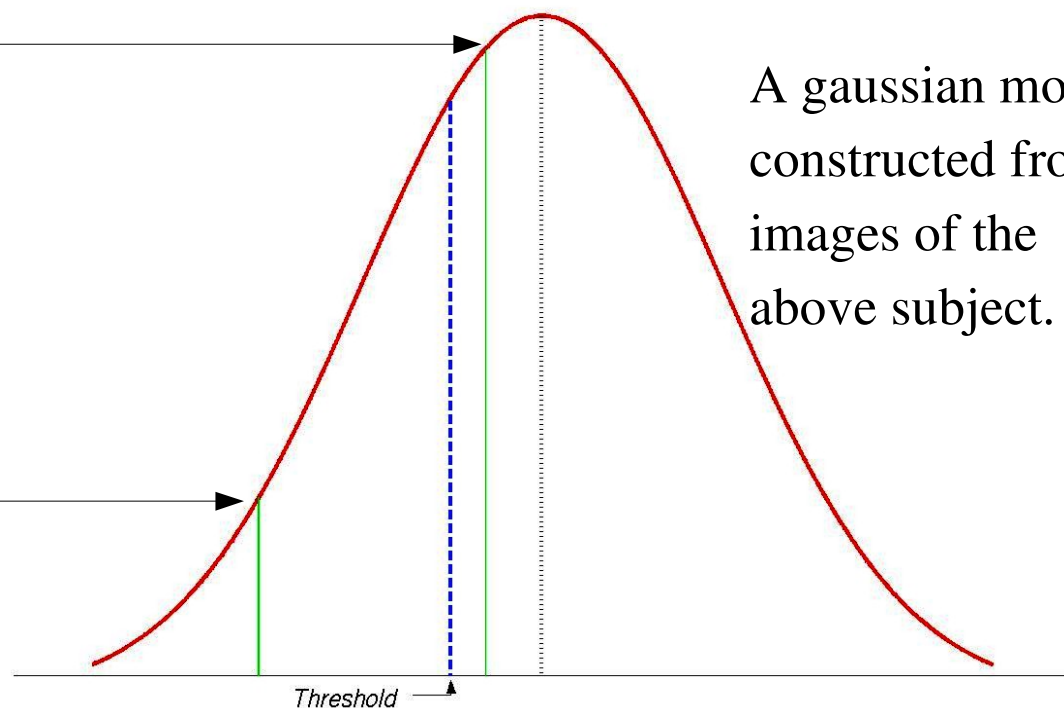 A gaussian mo
constructed fro
images of the
above subject.
Threshold